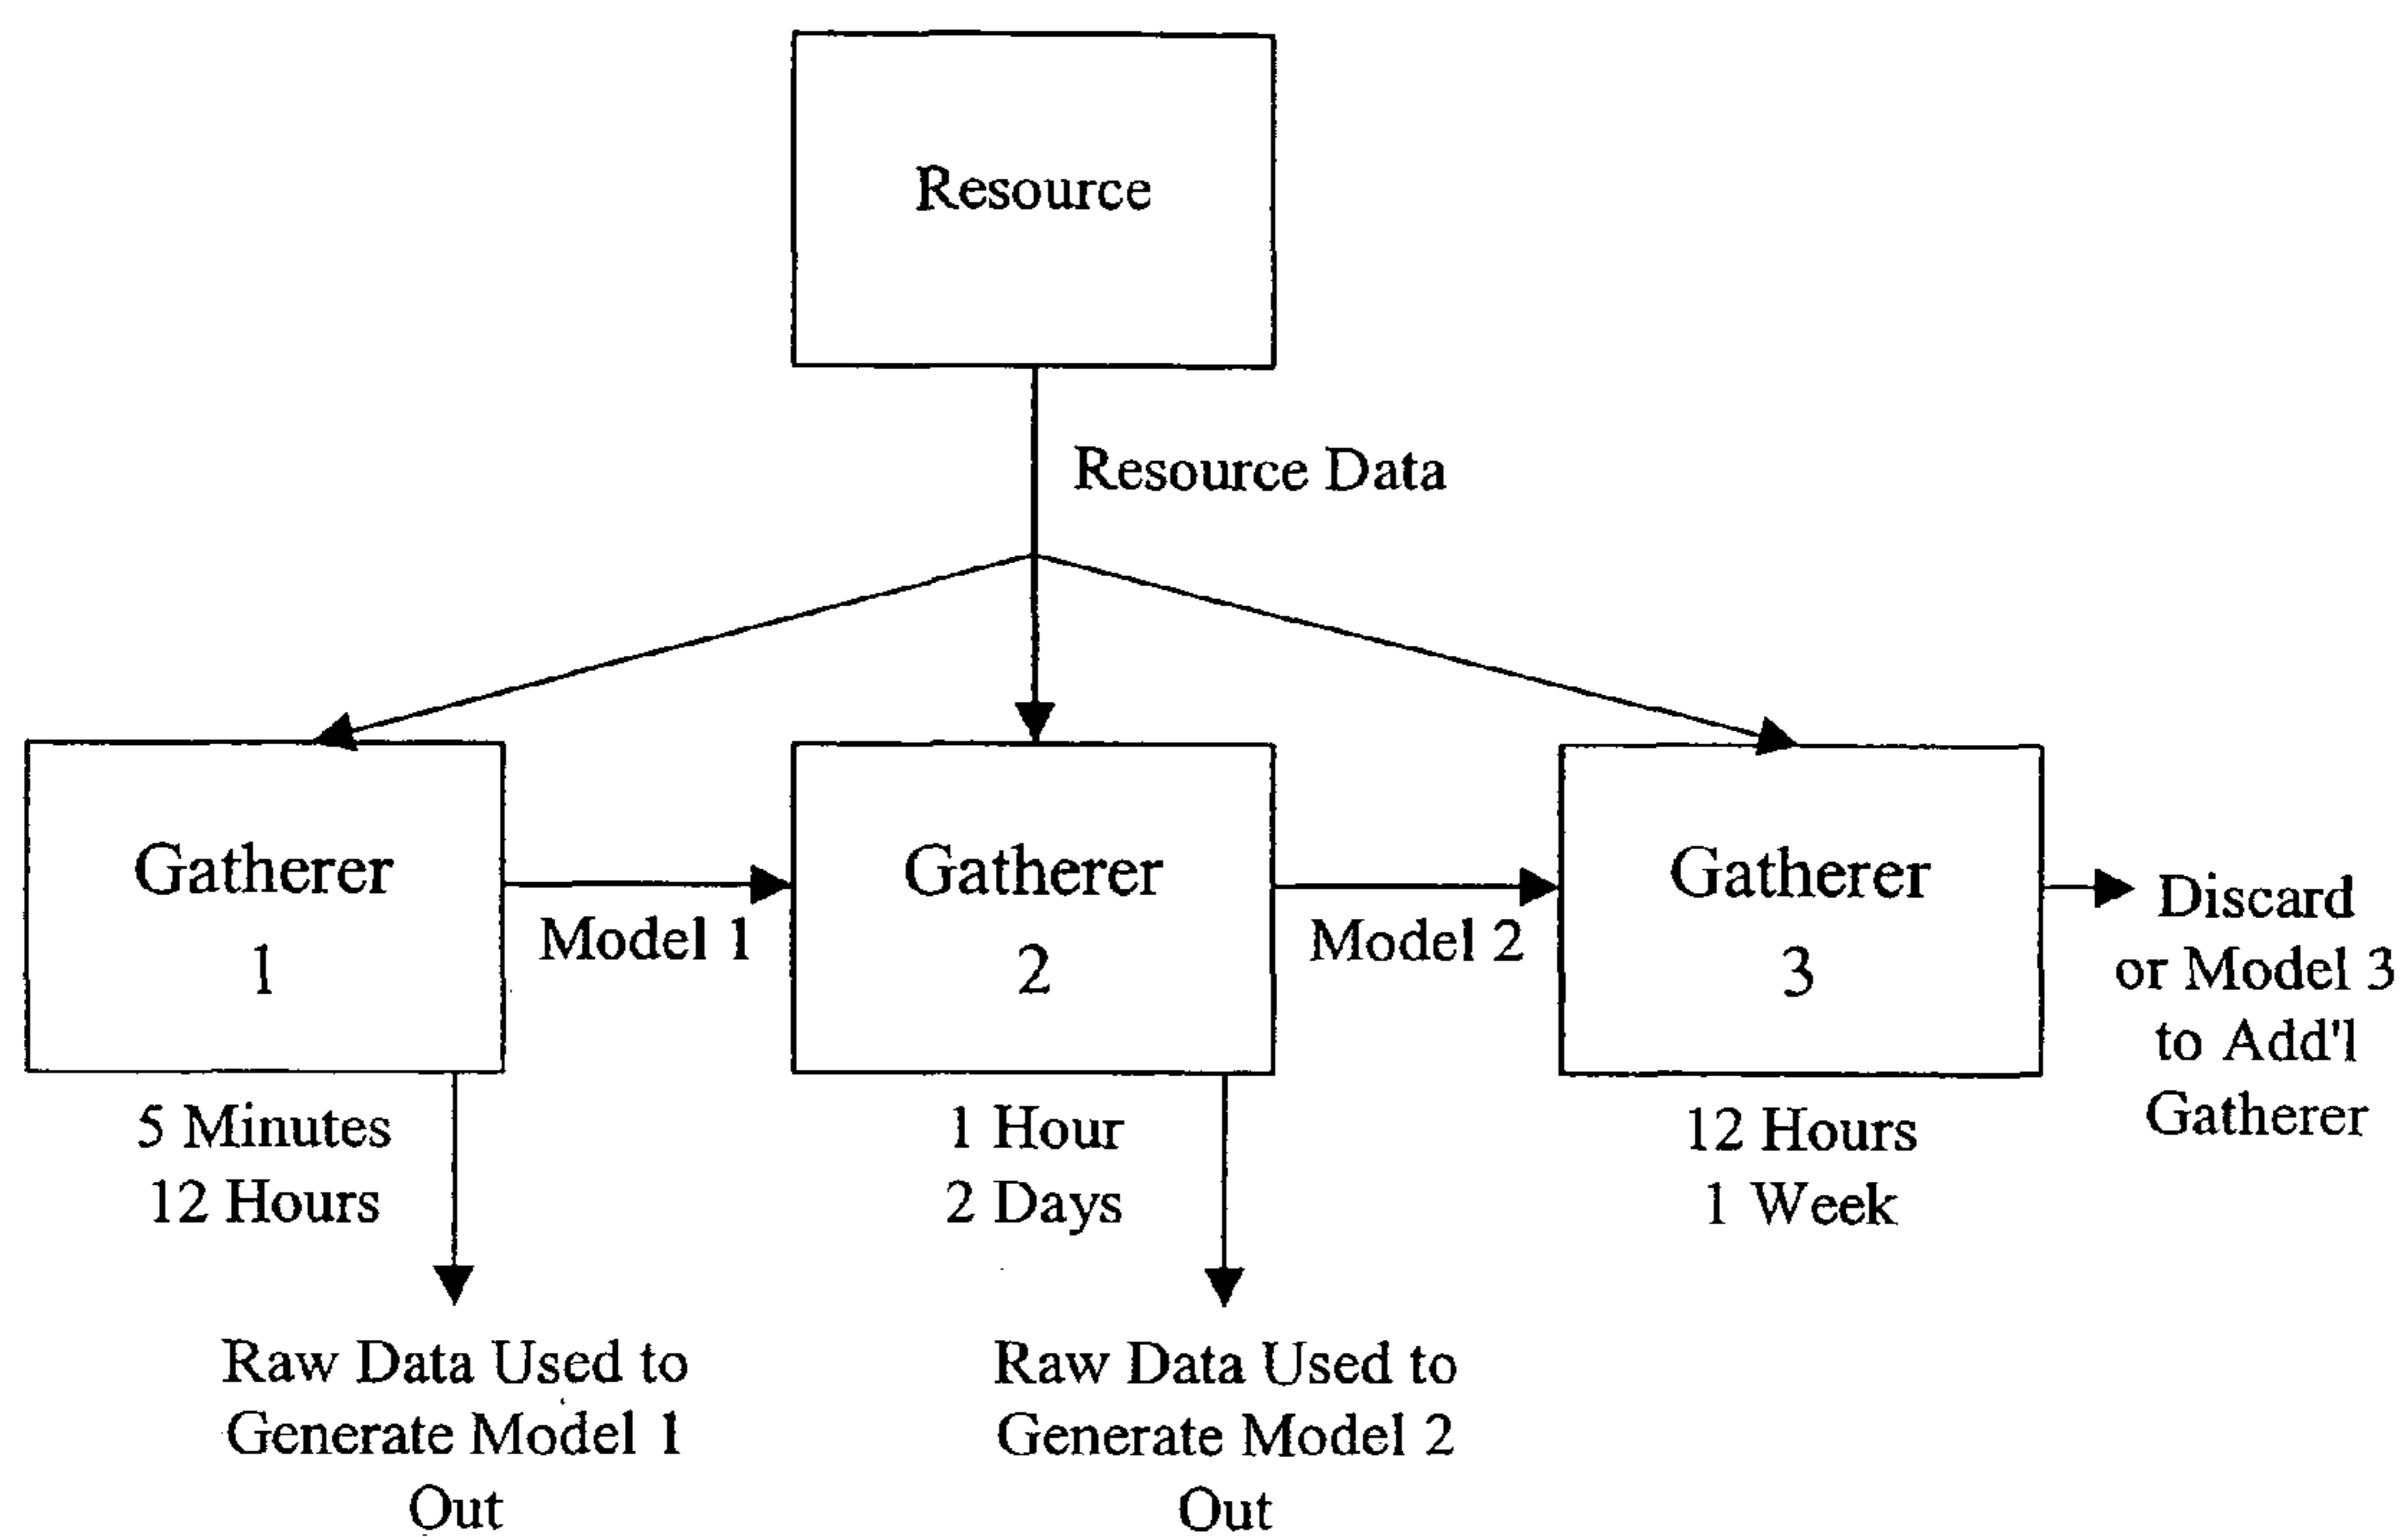 Resource
Resource Data
Gatherer
1
Model 1
Gatherer
2
Model 2
Gatherer
3
Discard
or Model 3
to Add'l
Gatherer
5 Minutes
12 Hours
1 Hour
2 Days
12 Hours
1 Week
Raw Data Used to
Generate Model 1
Out
Raw Data Used to
Generate Model 2
Out